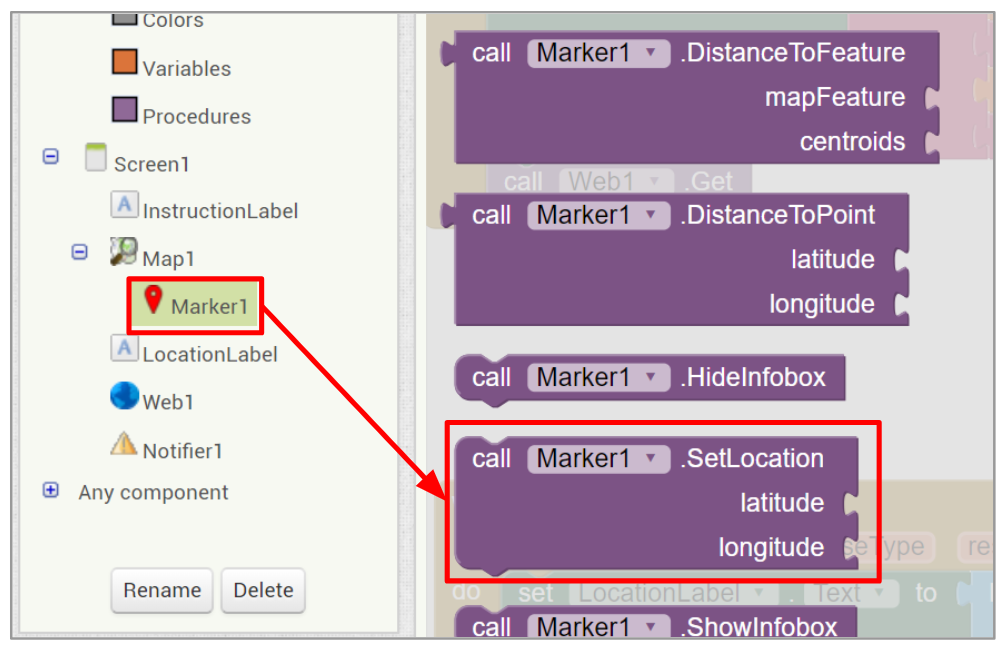 Colors
Variables
Procedures
Screen1
InstructionLabel
Map1
Marker1
LocationLabel
Web1
Notifier1
Any component
Rename Delete
call Marker1 .DistanceToFeature
mapFeature
centroids
call Web1 .Get
call Marker1 .DistanceToPoint
latitude
longitude
call Marker1 .HideInfobox
call Marker1 .SetLocation
latitude
longitude
seType re
do set LocationLabel . Text to
call Marker1 .ShowInfobox